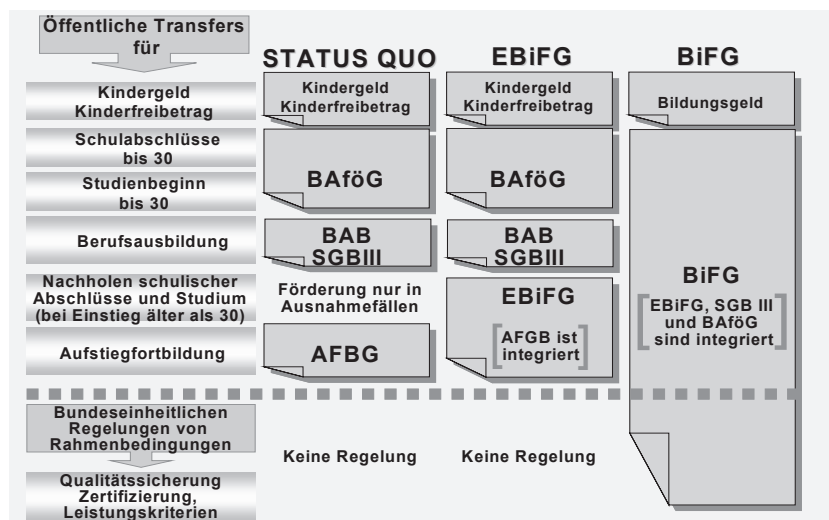 Öffentliche Transfers
für
STATUS QUO
EBiFG
BiFG
Kindergeld
Kinderfreibetrag
Kindergeld
Kinderfreibetrag
Kindergeld
Kinderfreibetrag
Bildungsgeld
Schulabschlüsse
bis 30
Studienbeginn
bis 30
BAföG
BAföG
Berufsausbildung
BAB
SGBIII
BAB
SGBIII
Nachholen schulischer
Abschlüsse und Studium
(bei Einstieg älter als 30)
Förderung nur in
Ausnahmefällen
EBiFG
AFGB ist
integriert
BiFG
EBiFG, SGB III
und BAföG
sind integriert
Aufstiegfortbildung
AFBG
Bundeseinheitlichen
Regelungen von
Rahmenbedingungen
Keine Regelung
Keine Regelung
Qualitätssicherung
Zertifizierung,
Leistungskriterien